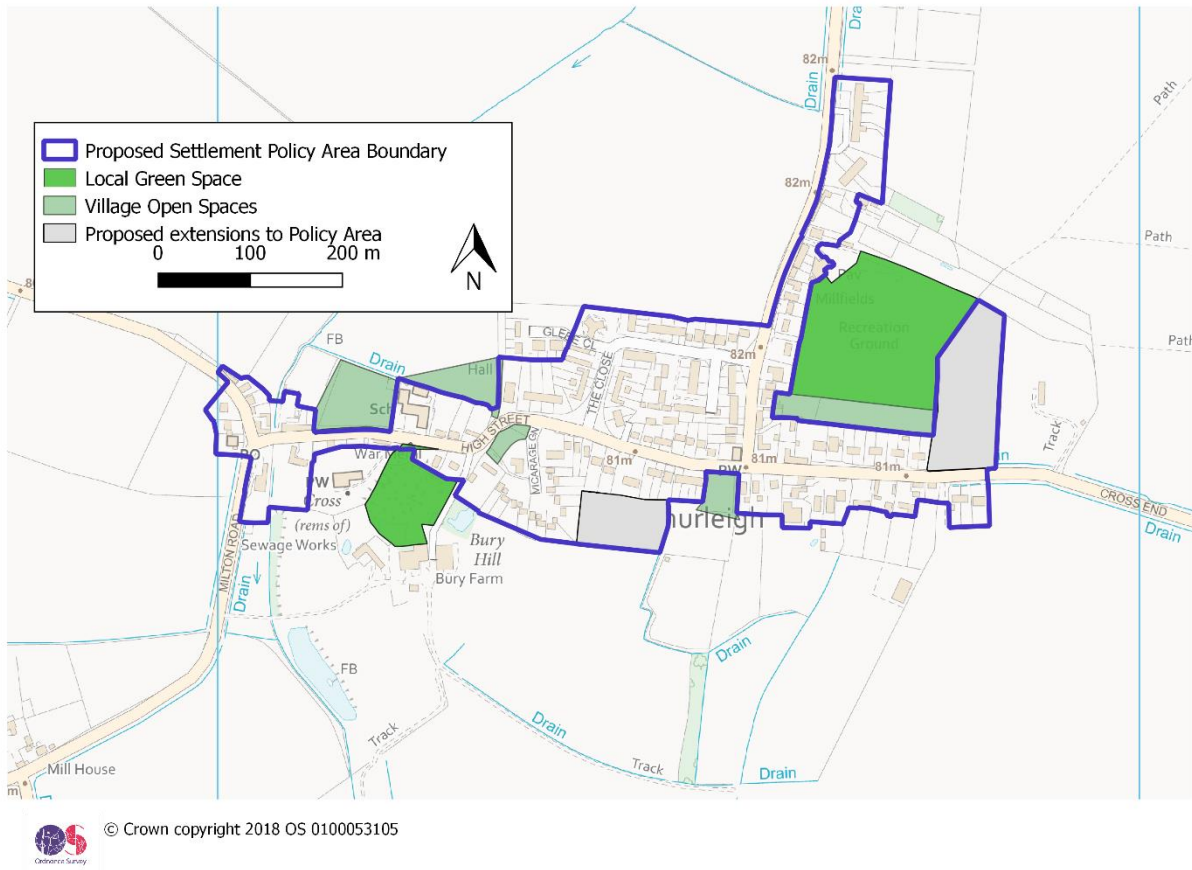 Proposed Settlement Policy Area Boundary
Local Green Space
Village Open Spaces
Proposed extensions to Policy Area
0 100 200 m
N
Drain
82m
Drain
Path
82m
Path
Path
Millfields
Recreation
Ground
FB
Drain
Hall
GLEBE CL
THE CLOSE
82m
Sch
HIGH STREET
VICARAGE GN
War
PO
81m
PW
81m
81m
Track
CROSS END
Drain
PW
Cross
(rems of)
Sewage Works
hurleigh
Bury
Hill
Bury Farm
MILTON ROAD
Drain
FB
Drain
Track
Drain
Track
Drain
Mill House
m
© Crown copyright 2018 OS 0100053105
Ordnance Survey